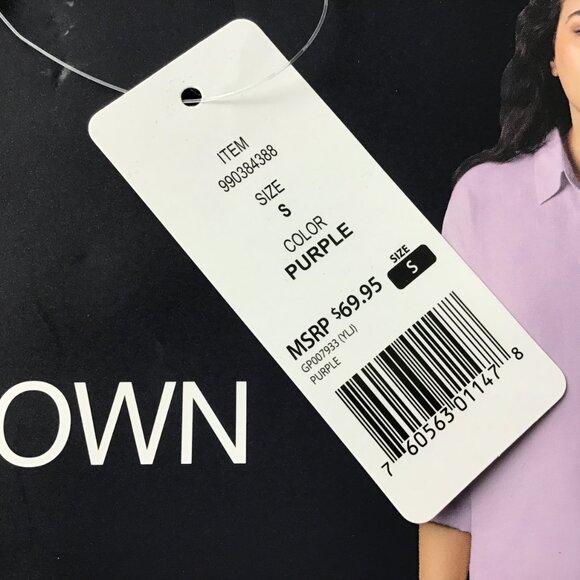 ITEM
990384388
SIZE
S
COLOR
PURPLE
SIZE
S
MSRP $69.95
GP007933 (YLJ)
PURPLE
7 60563 01147 8
OWN